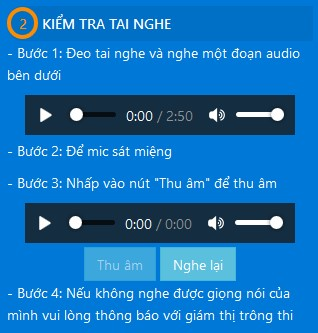 2 KIỂM TRA TAI NGHE
- Bước 1: Đeo tai nghe và nghe một đoạn audio
bên dưới
0:00 / 2:50
- Bước 2: Để mic sát miệng
- Bước 3: Nhấp vào nút "Thu âm" để thu âm
0:00 / 0:00
Thu âm Nghe lại
- Bước 4: Nếu không nghe được giọng nói của
mình vui lòng thông báo với giám thị trông thi